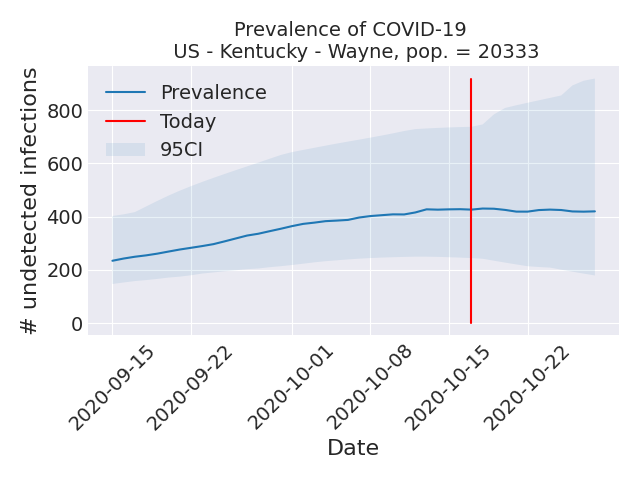 Prevalence of COVID-19
US - Kentucky - Wayne, pop. = 20333
# undetected infections
800
600
400
200
0
Prevalence
Today
95CI
2020-09-15
2020-09-22
2020-10-01
2020-10-08
2020-10-15
2020-10-22
Date